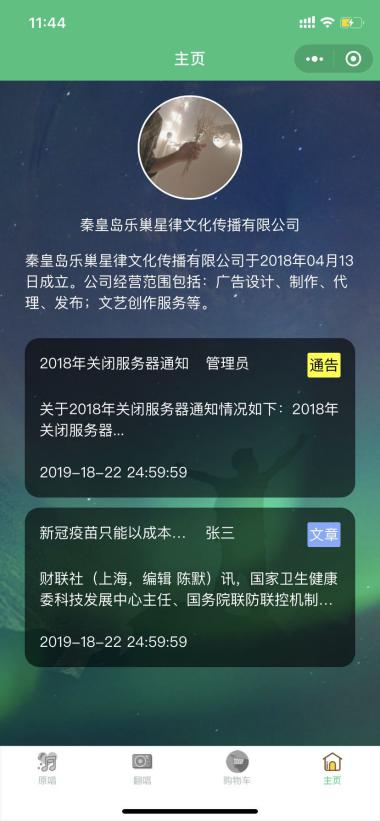 11:44
主页
秦皇岛乐巢星律文化传播有限公司
秦皇岛乐巢星律文化传播有限公司于2018年04月13
日成立。公司经营范围包括：广告设计、制作、代
理、发布；文艺创作服务等。
2018年关闭服务器通知 管理员 通告
关于2018年关闭服务器通知情况如下：2018年
关闭服务器...
2019-18-22 24:59:59
新冠疫苗只能以成本... 张三 文章
财联社（上海，编辑 陈默）讯，国家卫生健康
委科技发展中心主任、国务院联防联控机制...
2019-18-22 24:59:59
原唱 翻唱 购物车 主页